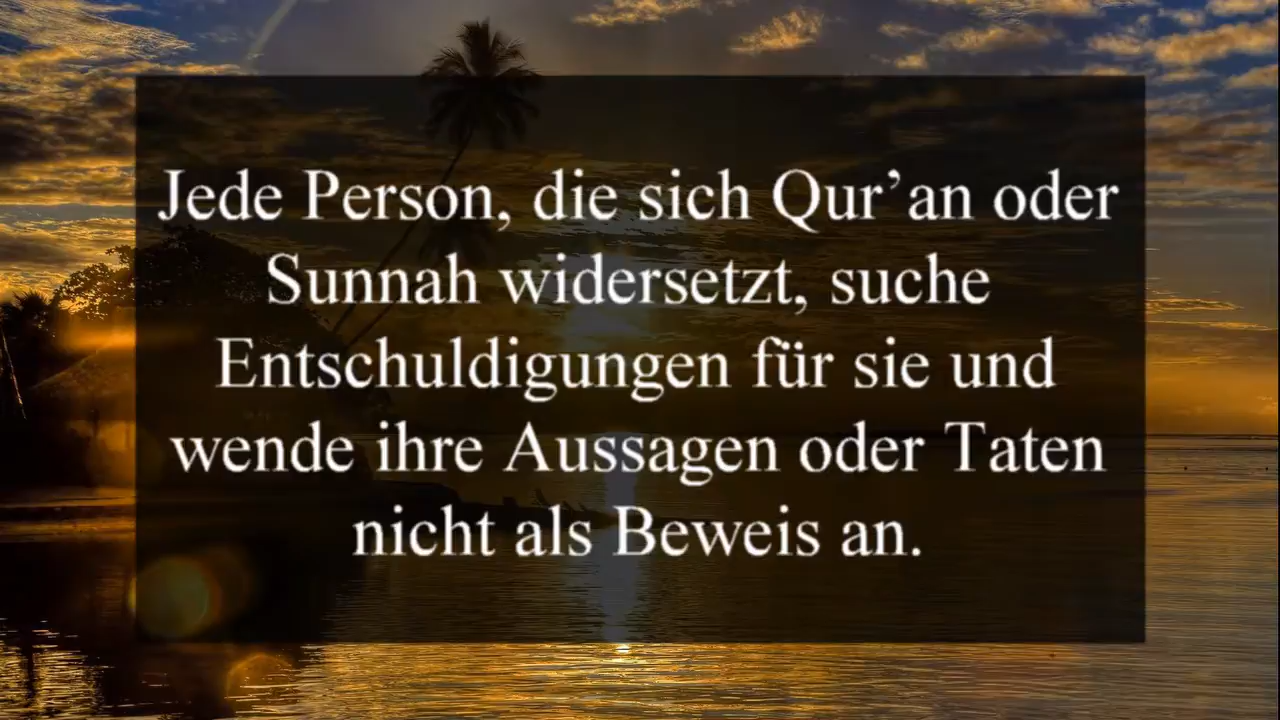 Jede Person, die sich Qur’an oder
Sunnah widersetzt, suche
Entschuldigungen für sie und
wende ihre Aussagen oder Taten
nicht als Beweis an.